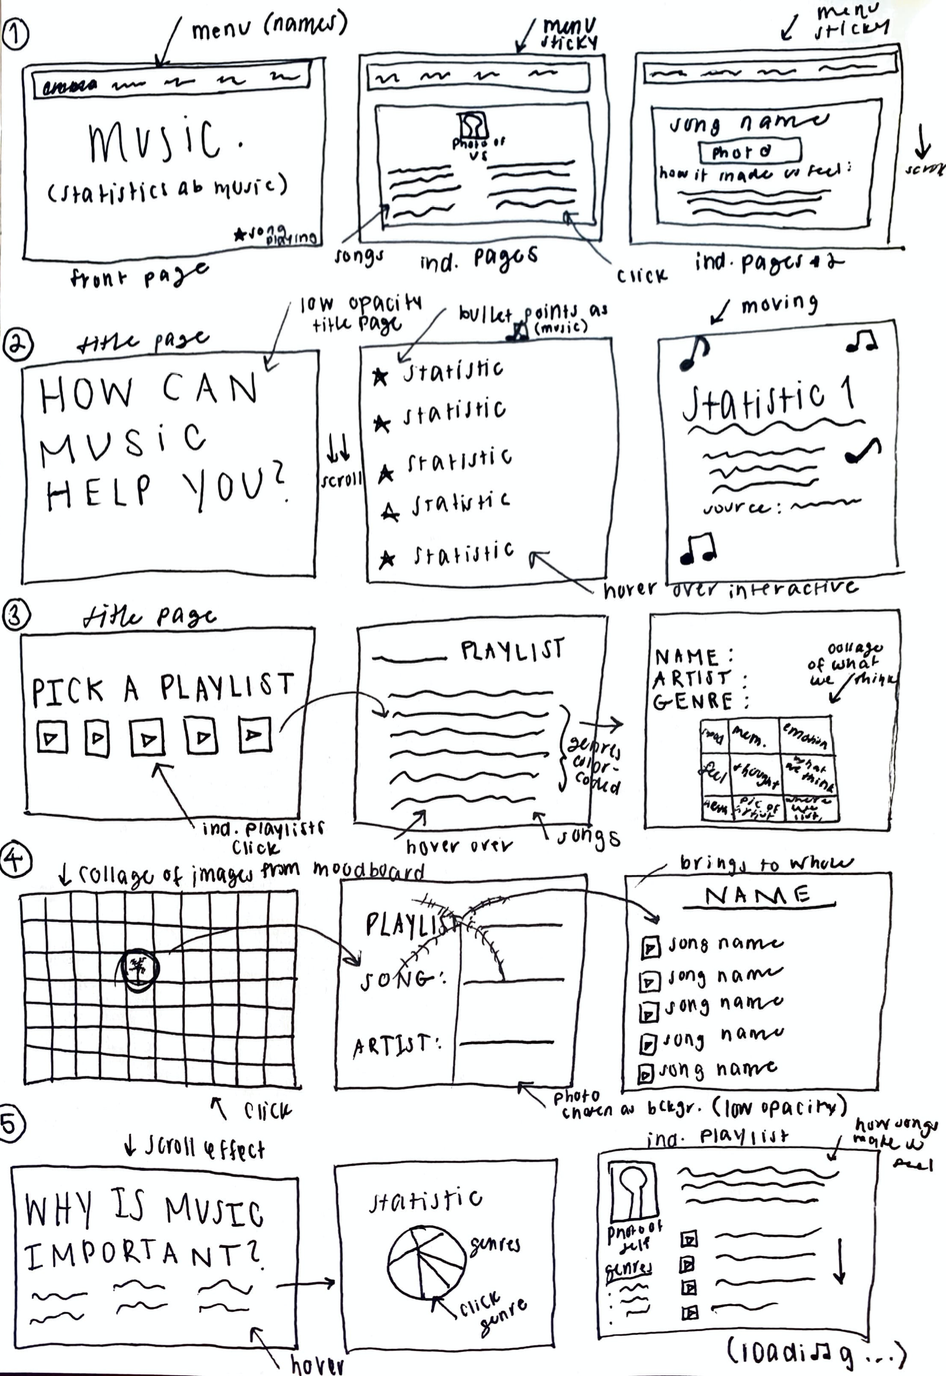 1
menu (names)
MUSIC.
(statistics ab music)
★song
playing
front page
menu
sticky
photo of
us
songs
ind. pages
click
menu
sticky
song name
photo
how it made us feel:
scroll
ind. pages #2
2
title page
low opacity
title page
HOW CAN
MUSIC
HELP YOU?
scroll
bullet points as
♫ (music)
★ statistic
★ statistic
★ statistic
★ statistic
★ statistic
hover over interactive
moving
statistic 1
source:
3
title page
PICK A PLAYLIST
ind. playlists
click
PLAYLIST
genres
color-
coded
hover over
songs
NAME:
ARTIST:
GENRE:
collage
of what
we think
mem.
emotion
feel
thought
what
we think
pic of
artist
where
we
4
collage of images from moodboard
click
PLAYLIST
SONG:
ARTIST:
photo
chosen as bckgr. (low opacity)
brings to whole
NAME
song name
song name
song name
song name
song name
5
scroll effect
WHY IS MUSIC
IMPORTANT?
hover
statistic
genres
click
genre
ind. playlist
how songs
made us
feel
photo of
self
genres
(loadi♫g...)